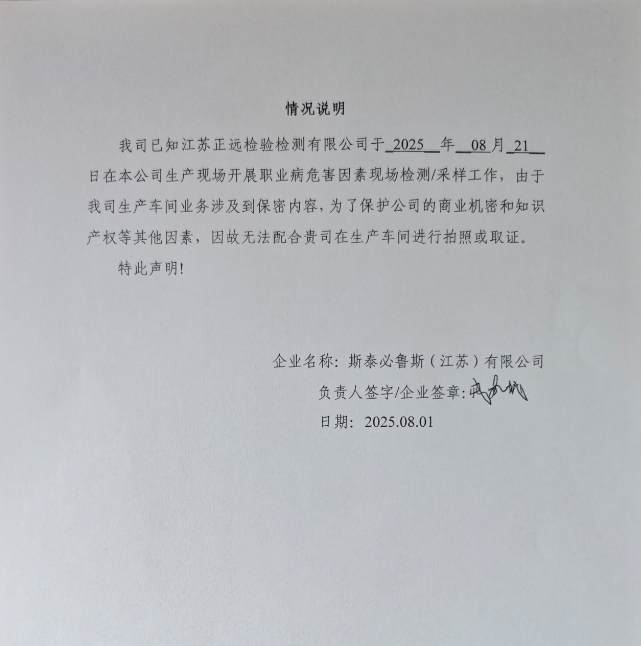 情况说明
我司已知江苏正远检验检测有限公司于 2025 年 08 月 21
日在本公司生产现场开展职业病危害因素现场检测/采样工作，由于
我司生产车间业务涉及到保密内容，为了保护公司的商业机密和知识
产权等其他因素，因故无法配合贵司在生产车间进行拍照或取证。
特此声明!
企业名称：斯泰必鲁斯（江苏）有限公司
负责人签字/企业签章:
日期：2025.08.01